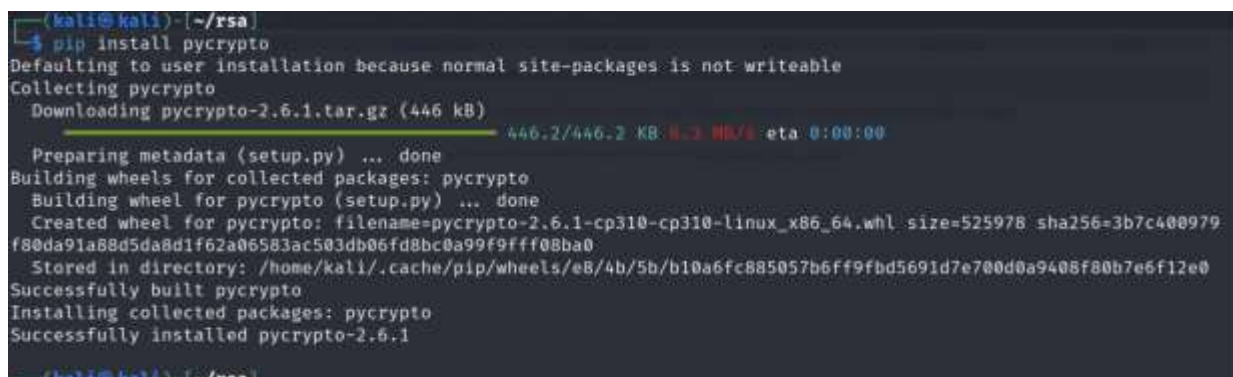 (kali㉿kali)-[~/rsa]
$ pip install pycrypto
Defaulting to user installation because normal site-packages is not writeable
Collecting pycrypto
Downloading pycrypto-2.6.1.tar.gz (446 kB)
446.2/446.2 KB MB/s eta 0:00:00
Preparing metadata (setup.py) ... done
Building wheels for collected packages: pycrypto
Building wheel for pycrypto (setup.py) ... done
Created wheel for pycrypto: filename=pycrypto-2.6.1-cp310-cp310-linux_x86_64.whl size=525978 sha256=3b7c400979
f80da91a88d5da8d1f62a06583ac503db06fd8bc0a99f9fff08ba0
Stored in directory: /home/kali/.cache/pip/wheels/e8/4b/5b/b10a6fc885057b6ff9fbd5691d7e700d0a9408f80b7e6f12e0
Successfully built pycrypto
Installing collected packages: pycrypto
Successfully installed pycrypto-2.6.1
(kali㉿kali)-[~/rsa]